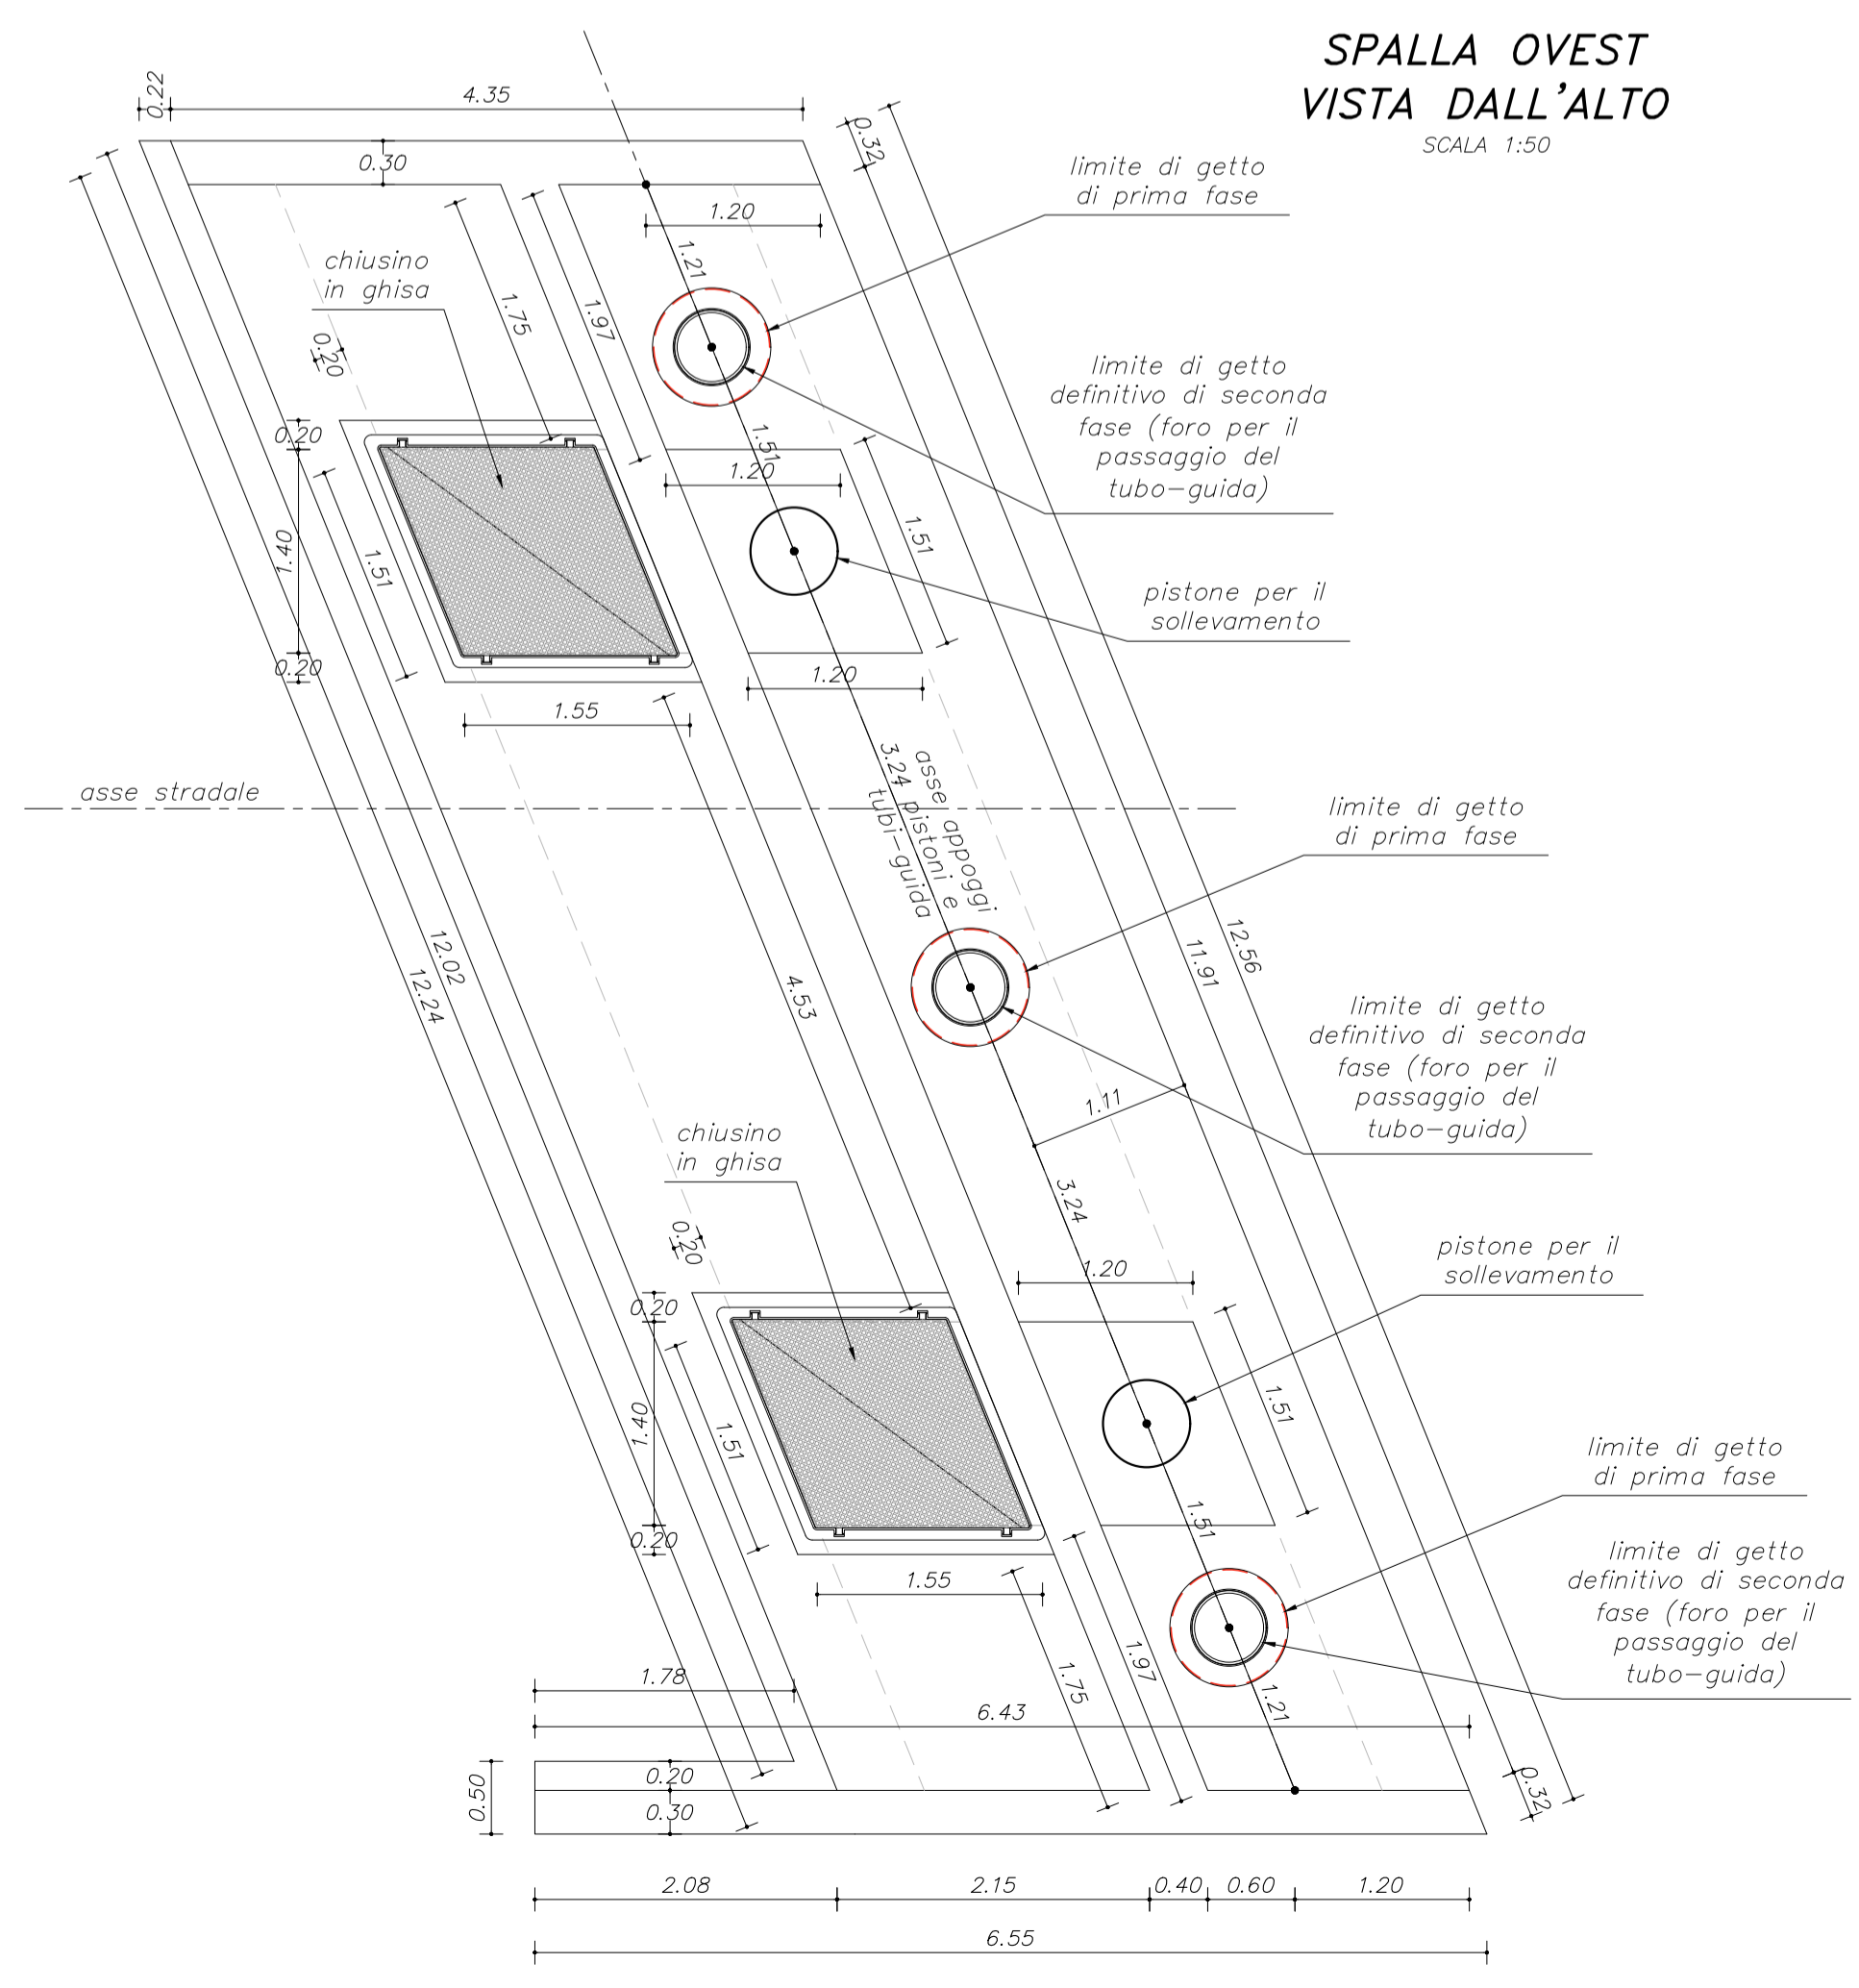 SPALLA OVEST
VISTA DALL'ALTO
SCALA 1:50
0.22
4.35
0.30
0.32
limite di getto
di prima fase
1.20
1.21
chiusino
in ghisa
1.75
1.97
0.20
limite di getto
definitivo di seconda
fase (foro per il
passaggio del
tubo-guida)
0.20
1.51
1.20
1.40
1.51
1.51
pistone per il
sollevamento
0.20
1.20
1.55
asse stradale
asse appoggi
3.24 pistoni e
tubi-guida
limite di getto
di prima fase
12.02
12.24
4.53
11.91
12.56
limite di getto
definitivo di seconda
fase (foro per il
passaggio del
tubo-guida)
1.11
chiusino
in ghisa
3.24
0.20
1.20
pistone per il
sollevamento
0.20
1.40
1.51
1.51
limite di getto
di prima fase
0.20
1.51
1.55
limite di getto
definitivo di seconda
fase (foro per il
passaggio del
tubo-guida)
1.97
1.75
1.78
1.21
6.43
0.50
0.20
0.30
0.32
2.08
2.15
0.40
0.60
1.20
6.55